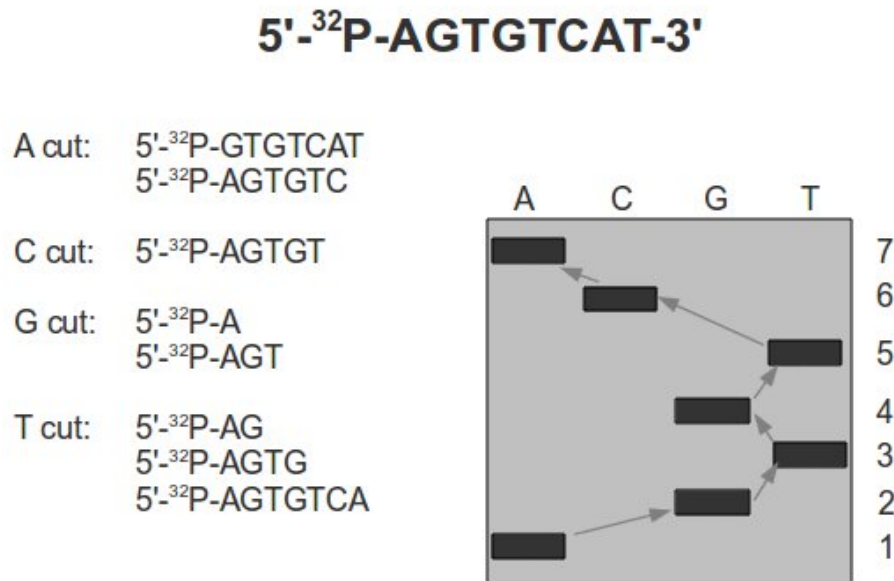 5'-³²P-AGTGTCAT-3'
A cut: 5'-³²P-GTGTCAT
5'-³²P-AGTGTC
C cut: 5'-³²P-AGTGT
G cut: 5'-³²P-A
5'-³²P-AGT
T cut: 5'-³²P-AG
5'-³²P-AGTG
5'-³²P-AGTGTCA
A C G T
7
6
5
4
3
2
1